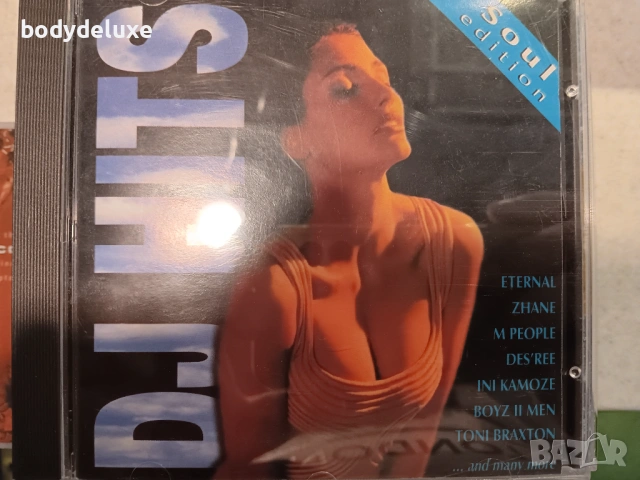 bodydeluxe
DJ HITS
Soul
edition
ETERNAL
ZHANE
M PEOPLE
DES'REE
INI KAMOZE
BOYZ II MEN
TONI BRAXTON
... and many more
BAZAR